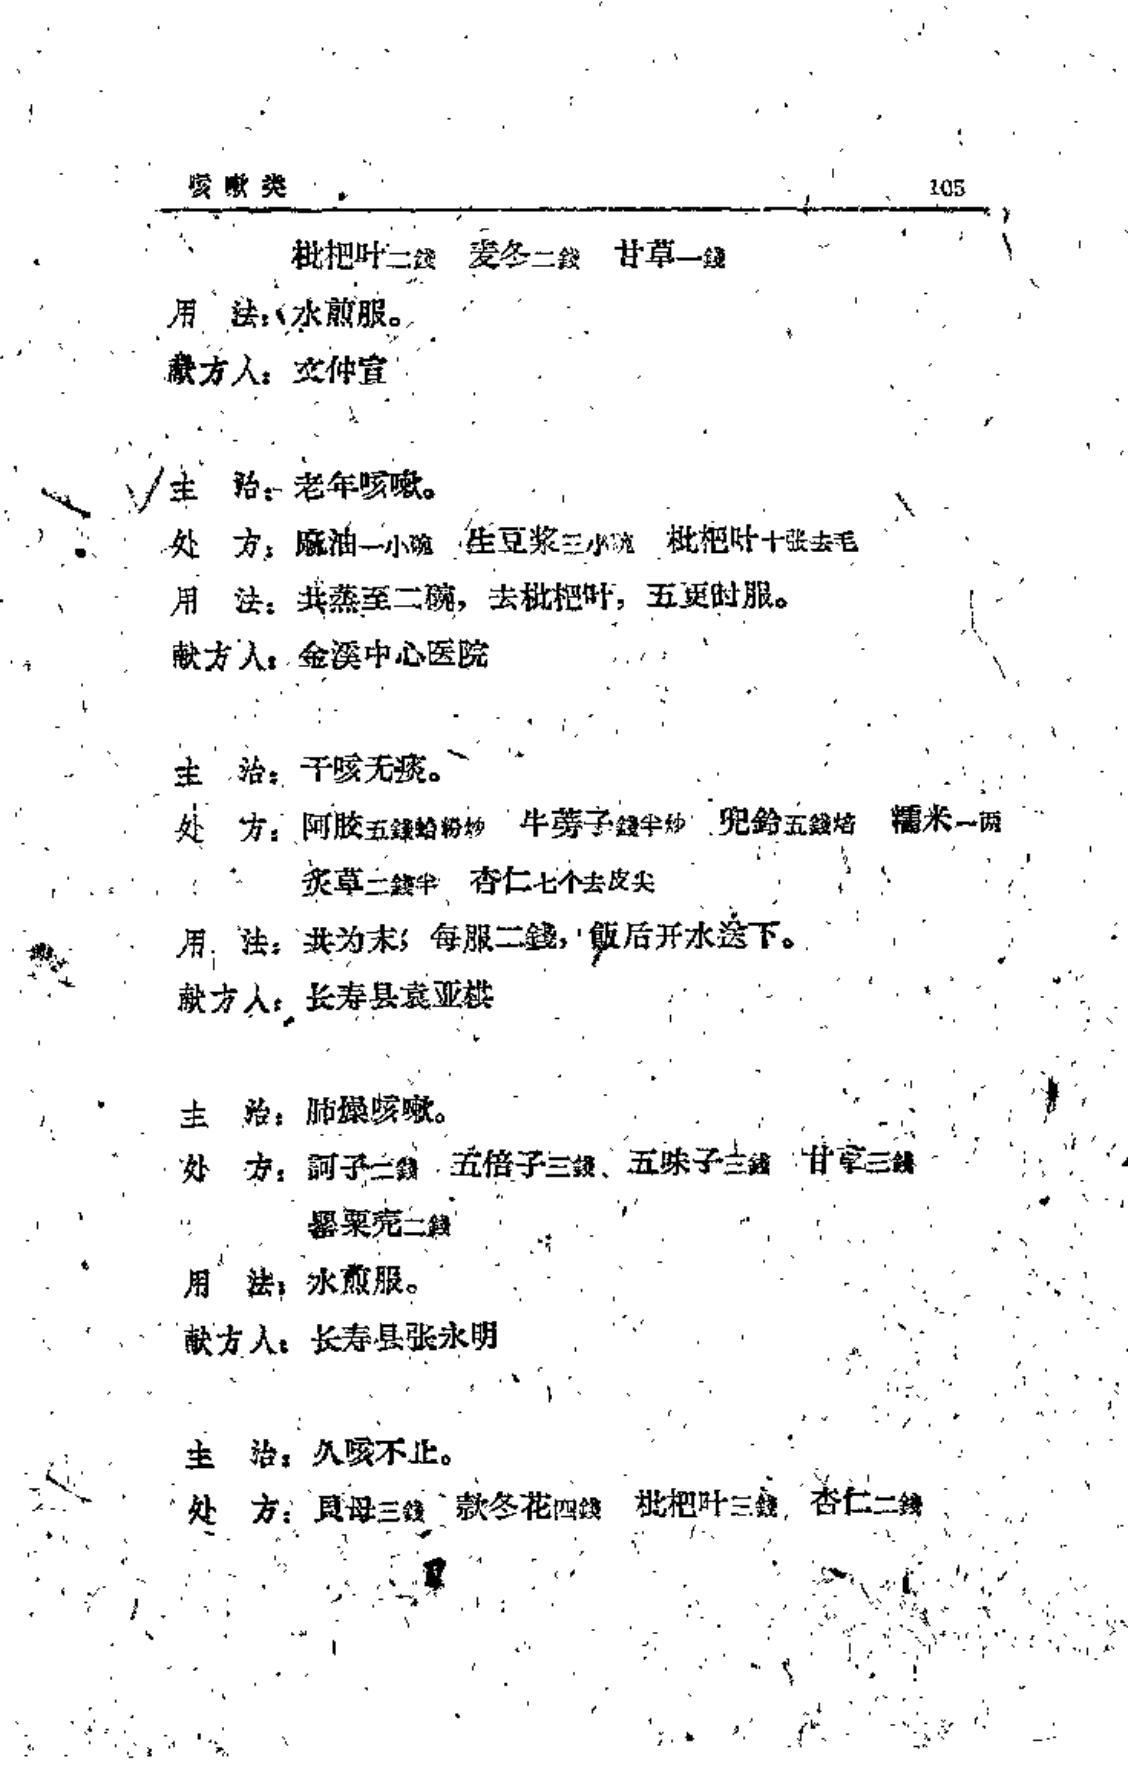 咳嗽类 105
枇杷叶二錢 麦冬二錢 甘草一錢
用 法：水煎服。
献方人：文仲宣
主 治：老年咳嗽。
处 方：麻油一小碗 生豆浆三小碗 枇杷叶十张去毛
用 法：共蒸至二碗，去枇杷叶，五更时服。
献方人：金溪中心医院
主 治：干咳无痰。
处 方：阿胶五錢蛤粉炒 牛蒡子錢半炒 兜鈴五錢焙 糯米一两
炙草二錢半 杏仁七个去皮尖
用 法：共为末；每服二錢，飯后开水送下。
献方人：长寿县袁亚棋
主 治：肺燥咳嗽。
处 方：訶子二錢 五倍子三錢、五味子三錢 甘草三錢
罂粟壳二錢
用 法：水煎服。
献方人：长寿县张永明
主 治：久咳不止。
处 方：貝母三錢 款冬花四錢 枇杷叶三錢 杏仁二錢